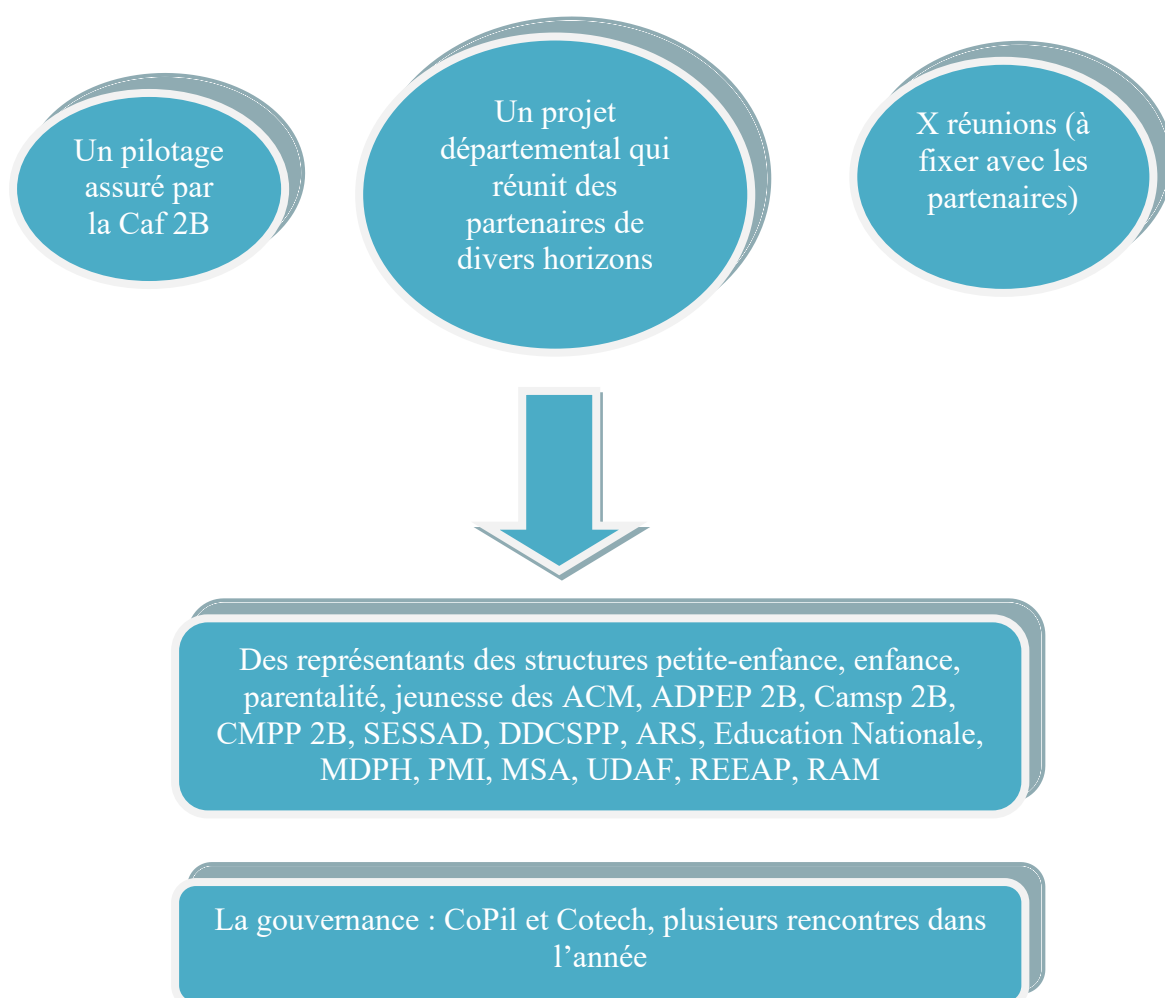 Un pilotage
assuré par
la Caf 2B
Un projet
départemental qui
réunit des
partenaires de
divers horizons
X réunions (à
fixer avec les
partenaires)
Des représentants des structures petite-enfance, enfance,
parentalité, jeunesse des ACM, ADPEP 2B, Camsp 2B,
CMPP 2B, SESSAD, DDCSPP, ARS, Education Nationale,
MDPH, PMI, MSA, UDAF, REEAP, RAM
La gouvernance : CoPil et Cotech, plusieurs rencontres dans
l’année